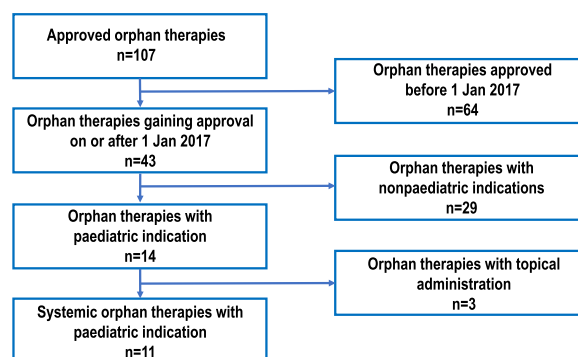 Approved orphan therapies
n=107
Orphan therapies approved
before 1 Jan 2017
n=64
Orphan therapies gaining approval
on or after 1 Jan 2017
n=43
Orphan therapies with
nonpaediatric indications
n=29
Orphan therapies with
paediatric indication
n=14
Orphan therapies with topical
administration
n=3
Systemic orphan therapies with
paediatric indication
n=11